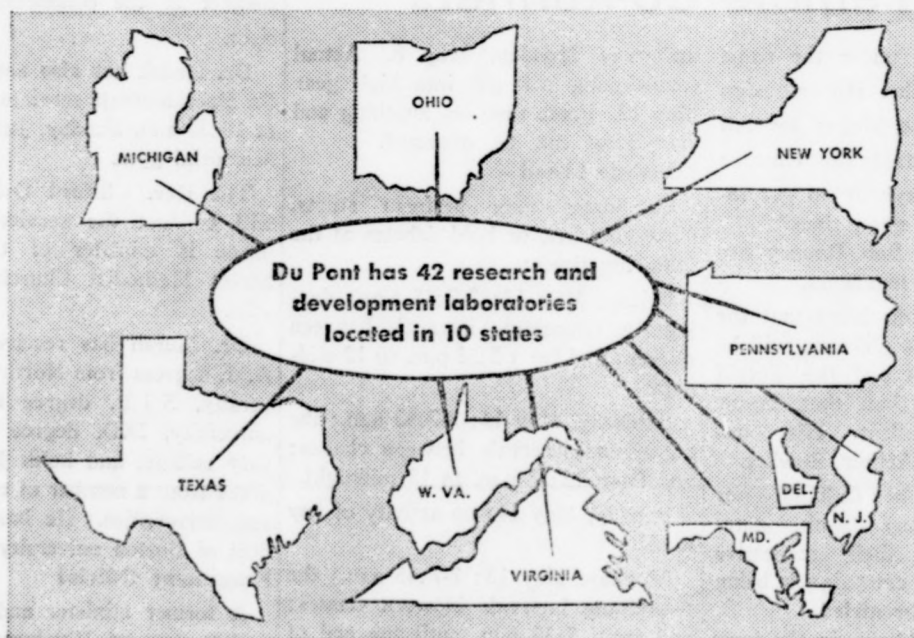 MICHIGAN
OHIO
NEW YORK
Du Pont has 42 research and
development laboratories
located in 10 states
PENNSYLVANIA
TEXAS
W. VA.
VIRGINIA
DEL.
N. J.
MD.